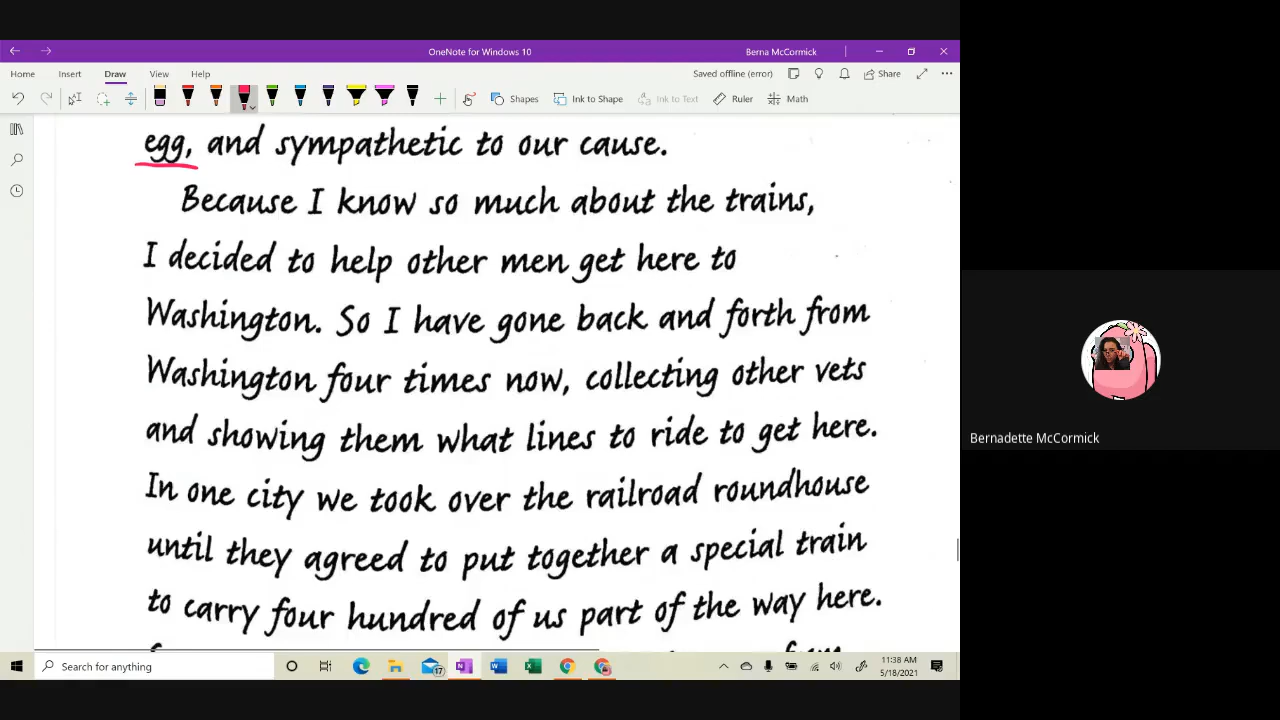 OneNote for Windows 10
Berna McCormick
Home Insert Draw View Help
Saved offline (error)
Share
Shapes
Ink to Shape
Ink to Text
Ruler
Math
egg, and sympathetic to our cause.
Because I know so much about the trains,
I decided to help other men get here to
Washington. So I have gone back and forth from
Washington four times now, collecting other vets
and showing them what lines to ride to get here.
In one city we took over the railroad roundhouse
until they agreed to put together a special train
to carry four hundred of us part of the way here.
Bernadette McCormick
Search for anything
17
11:38 AM
5/18/2021